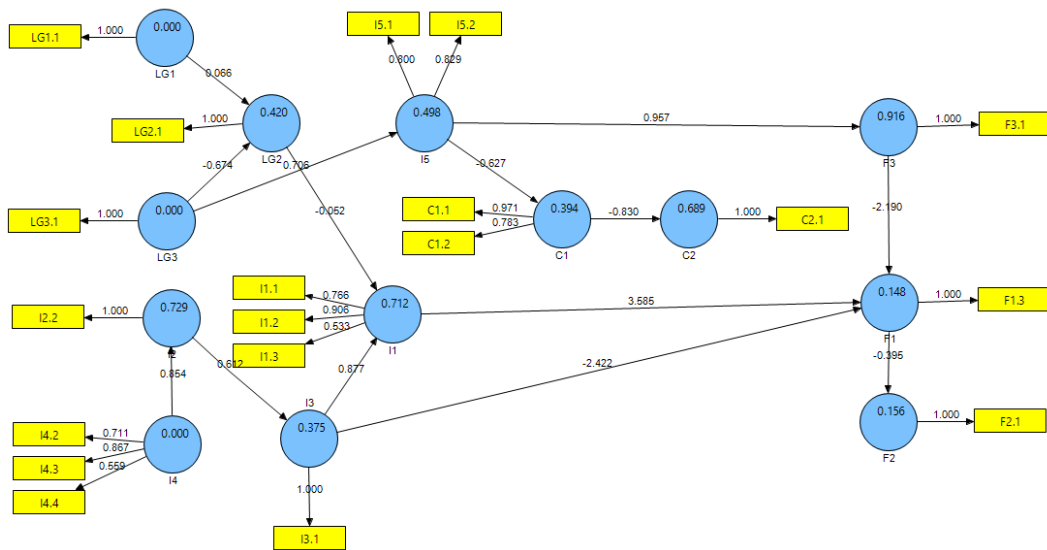 I5.1
I5.2
LG1.1
1.000
0.000
LG1
0.066
0.800
0.829
LG2.1
1.000
0.420
LG2
0.498
I5
0.957
0.916
F3
1.000
F3.1
-0.674
0.706
-0.627
LG3.1
1.000
0.000
LG3
-0.052
C1.1
0.971
C1.2
0.783
0.394
C1
-0.830
0.689
C2
1.000
C2.1
-2.190
I2.2
1.000
0.729
I2
I1.1
0.766
I1.2
0.906
I1.3
0.533
0.712
I1
3.585
0.148
F1
1.000
F1.3
0.854
0.612
0.877
-2.422
-0.395
I3
0.375
I4.2
0.711
I4.3
0.867
I4.4
0.559
0.000
I4
0.156
F2
1.000
F2.1
1.000
I3.1